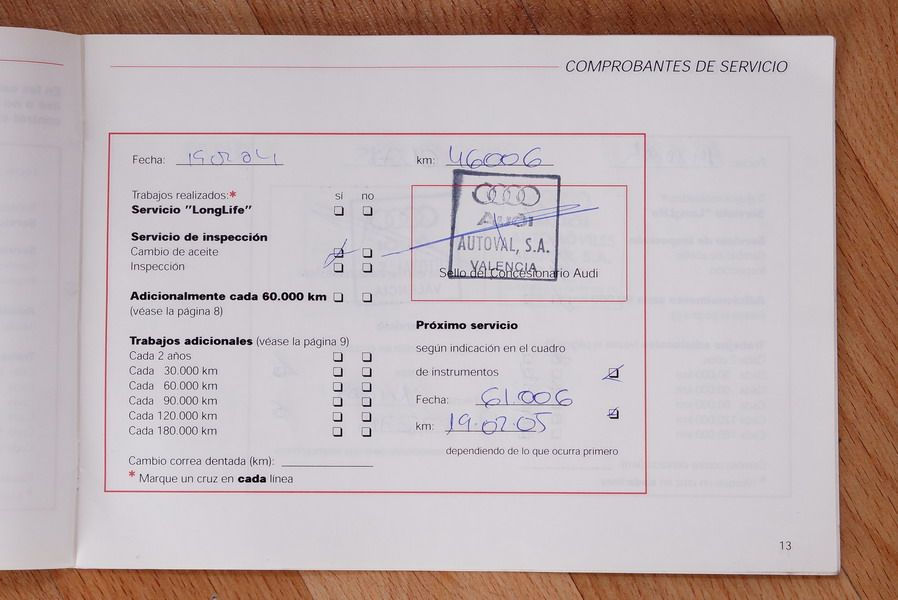 COMPROBANTES DE SERVICIO
Fecha: 19 02 04
km: 46006
Trabajos realizados:* sí no
Servicio "LongLife"
Servicio de inspección
Cambio de aceite
Inspección
Adicionalmente cada 60.000 km
(véase la página 8)
Trabajos adicionales (véase la página 9)
Cada 2 años
Cada 30.000 km
Cada 60.000 km
Cada 90.000 km
Cada 120.000 km
Cada 180.000 km
Cambio correa dentada (km):
* Marque un cruz en cada línea
Audi
AUTOVAL, S.A.
VALENCIA
Sello del Concesionario Audi
Próximo servicio
según indicación en el cuadro
de instrumentos
Fecha: 61.006
km: 19.02.05
dependiendo de lo que ocurra primero
13